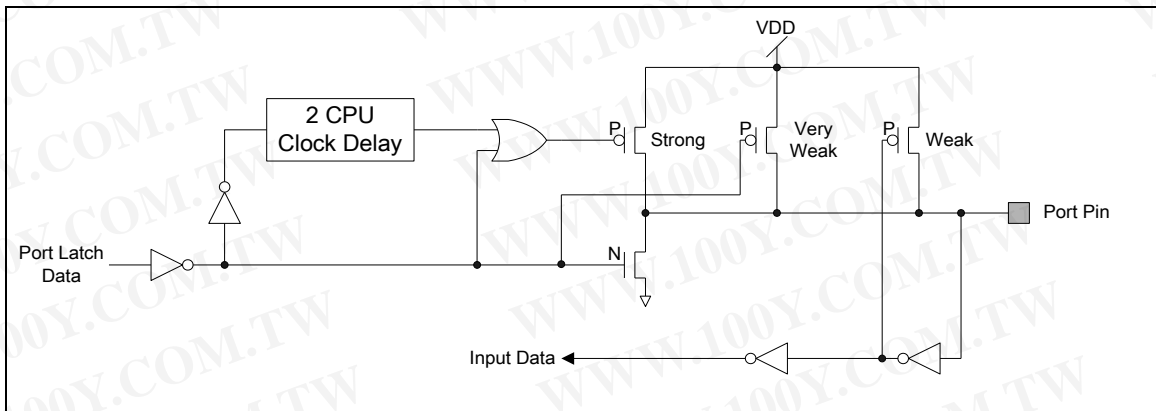 VDD
2 CPU
Clock Delay
P
Strong
P
Very
Weak
P
Weak
Port Pin
Port Latch
Data
N
Input Data
WWW.100Y.COM.TW